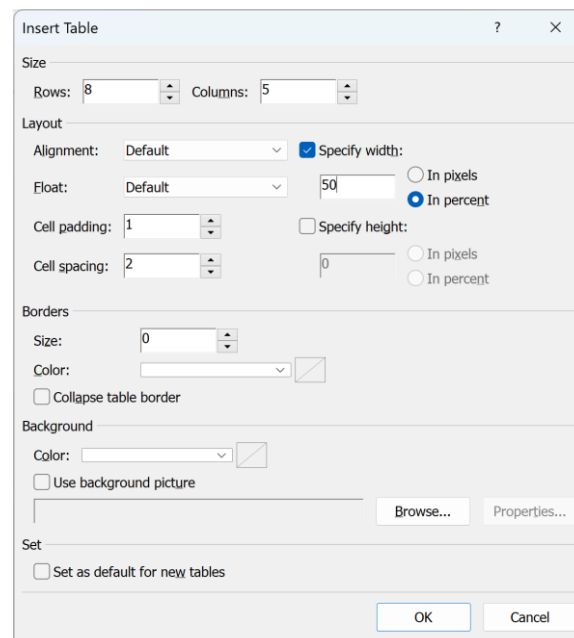 Insert Table ? ×
Size
Rows: 8 Columns: 5
Layout
Alignment: Default Specify width:
50 In pixels
Float: Default In percent
Cell padding: 1 Specify height:
In pixels
Cell spacing: 2 0
In percent
Borders
Size: 0
Color:
Collapse table border
Background
Color:
Use background picture
Browse... Properties...
Set
Set as default for new tables
OK Cancel